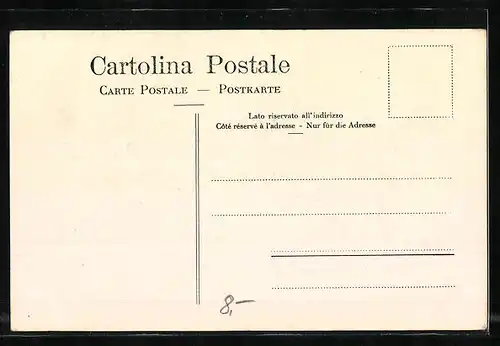 Cartolina Postale
Carte Postale — Postkarte
Lato riservato all'indirizzo
Côté réservé à l'adresse - Nur für die Adresse
8,-